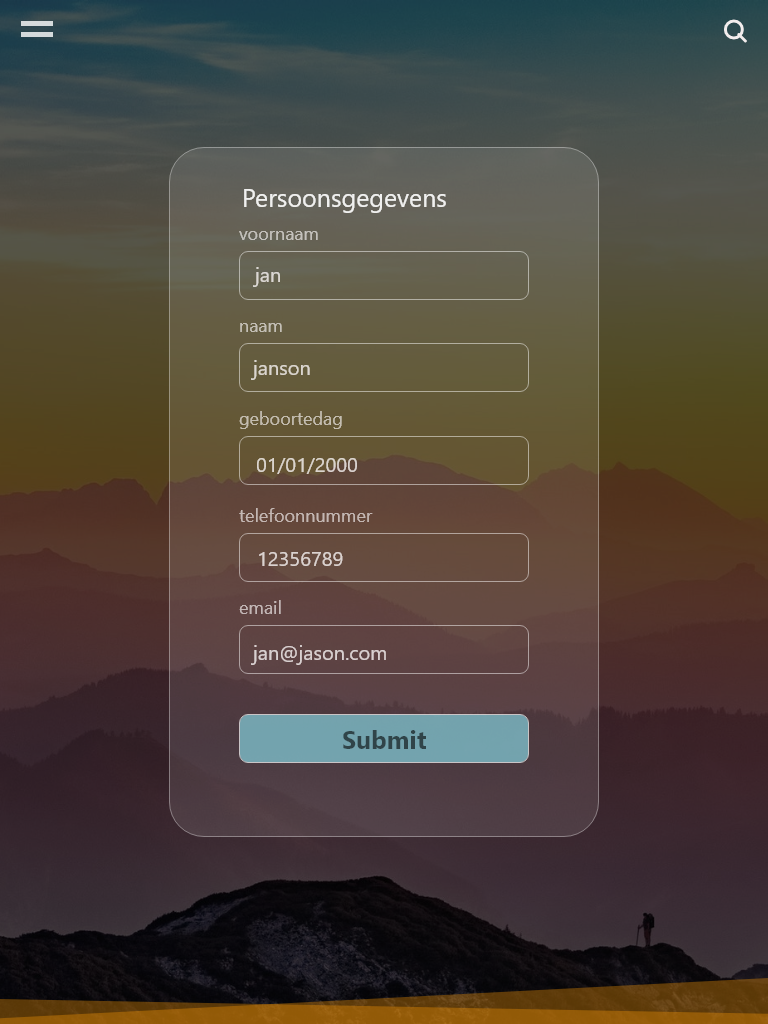 Persoonsgegevens
voornaam
jan
naam
janson
geboortedag
01/01/2000
telefoonnummer
12356789
email
jan@jason.com
Submit